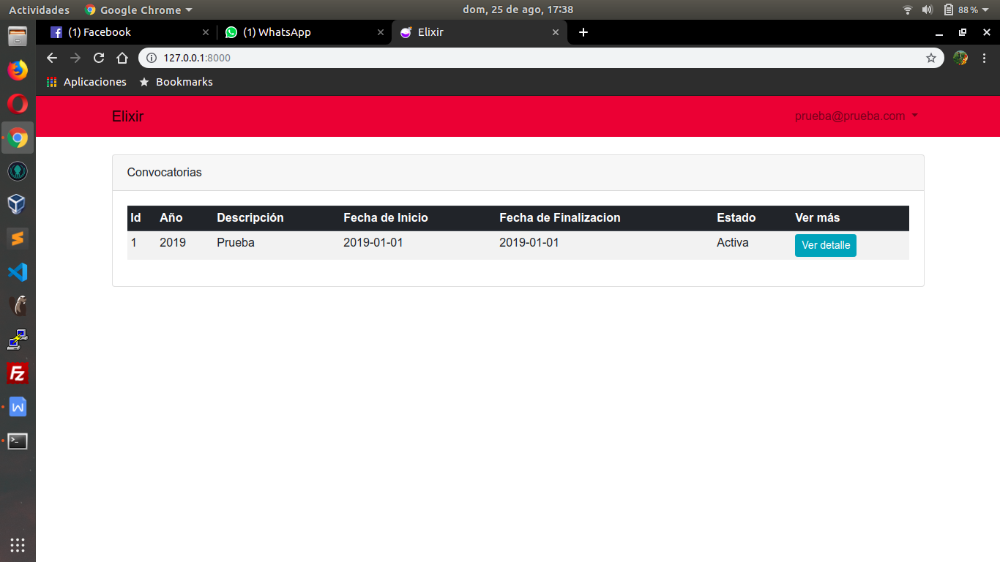 Actividades Google Chrome dom, 25 de ago, 17:38 88 %
(1) Facebook (1) WhatsApp Elixir
127.0.0.1:8000
Aplicaciones Bookmarks
Elixir prueba@prueba.com
Convocatorias
Id Año Descripción Fecha de Inicio Fecha de Finalizacion Estado Ver más
1 2019 Prueba 2019-01-01 2019-01-01 Activa Ver detalle